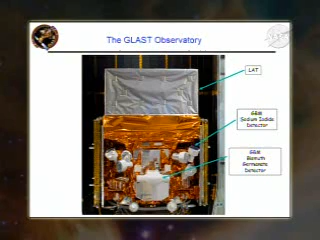 The GLAST Observatory
LAT
GBM
Sodium Iodide
Detector
GBM
Bismuth
Germanate
Detector